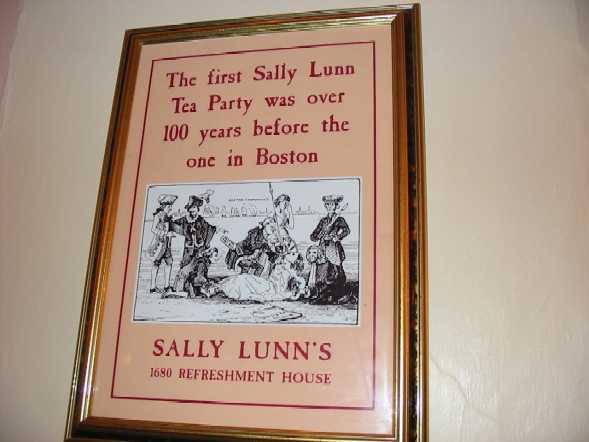 The first Sally Lunn
Tea Party was over
100 years before the
one in Boston
SALLY LUNN'S
1680 REFRESHMENT HOUSE